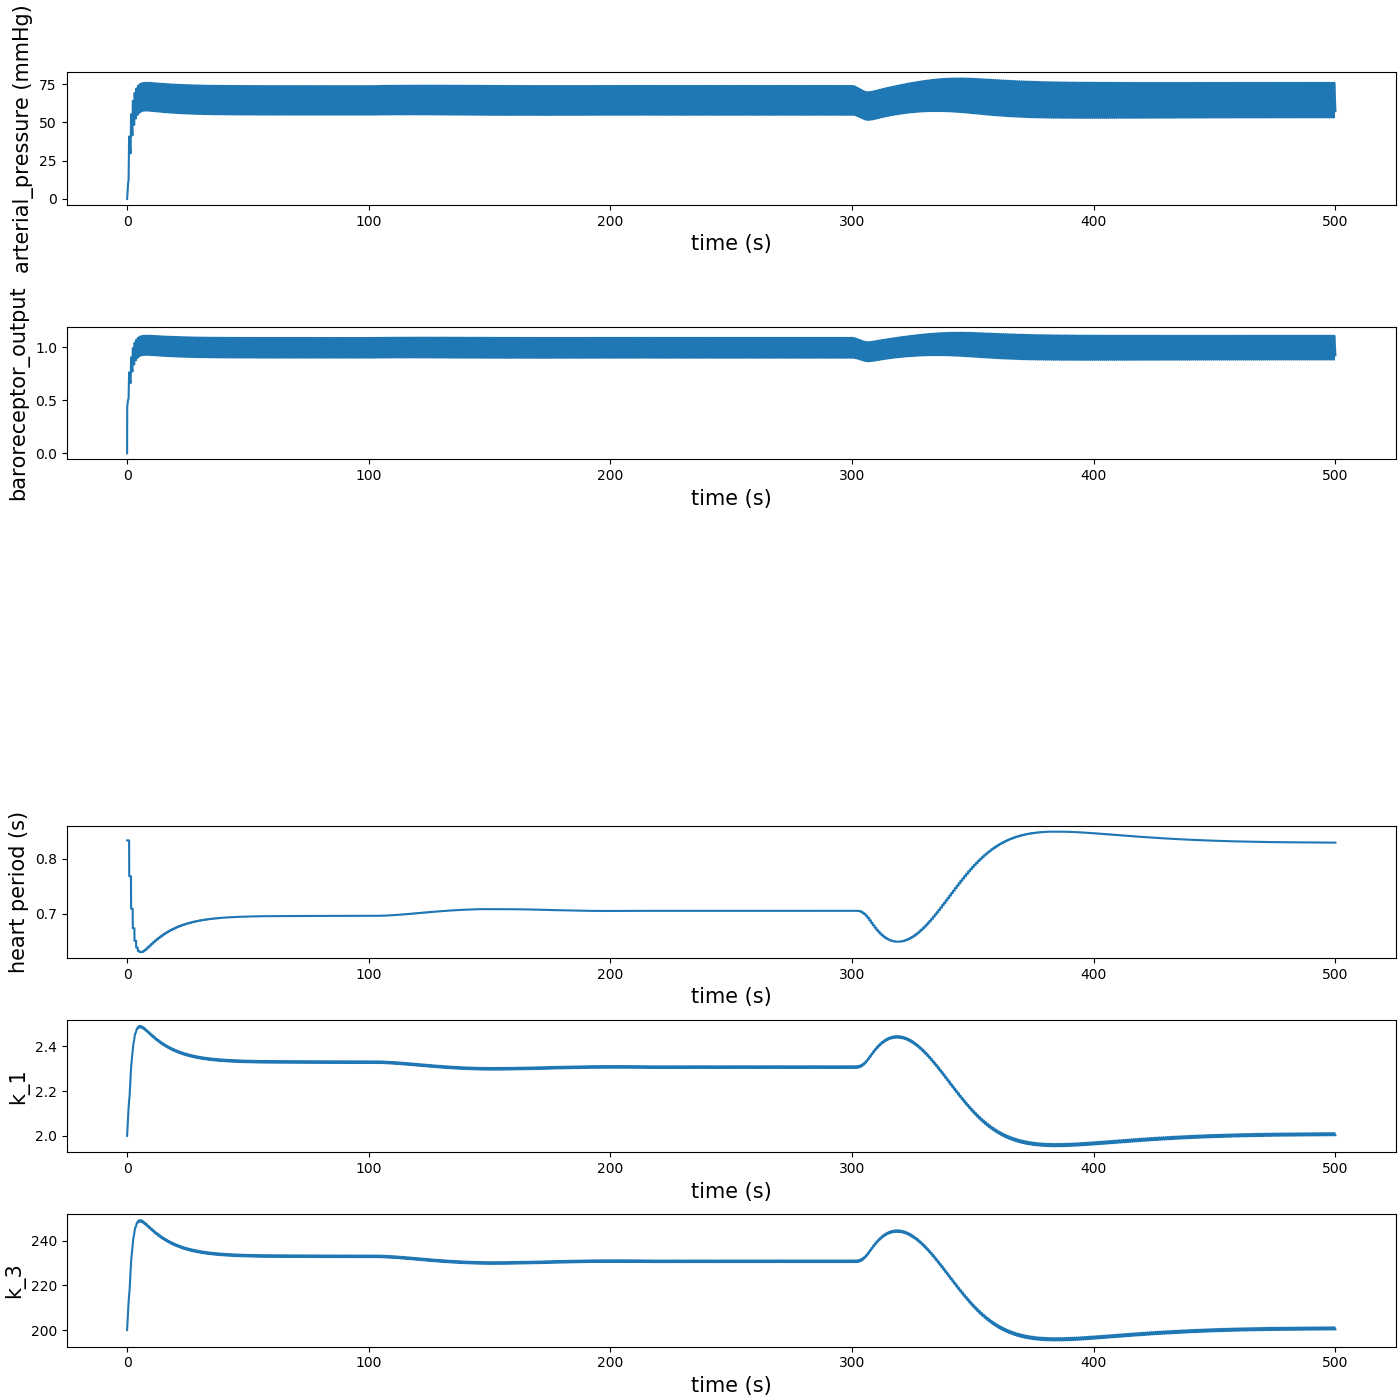 arterial_pressure (mmHg)
75
50
25
0
0 100 200 300 400 500
time (s)
baroreceptor_output
1.0
0.5
0.0
0 100 200 300 400 500
time (s)
heart period (s)
0.8
0.7
0 100 200 300 400 500
time (s)
k_1
2.4
2.2
2.0
0 100 200 300 400 500
time (s)
k_3
240
220
200
0 100 200 300 400 500
time (s)